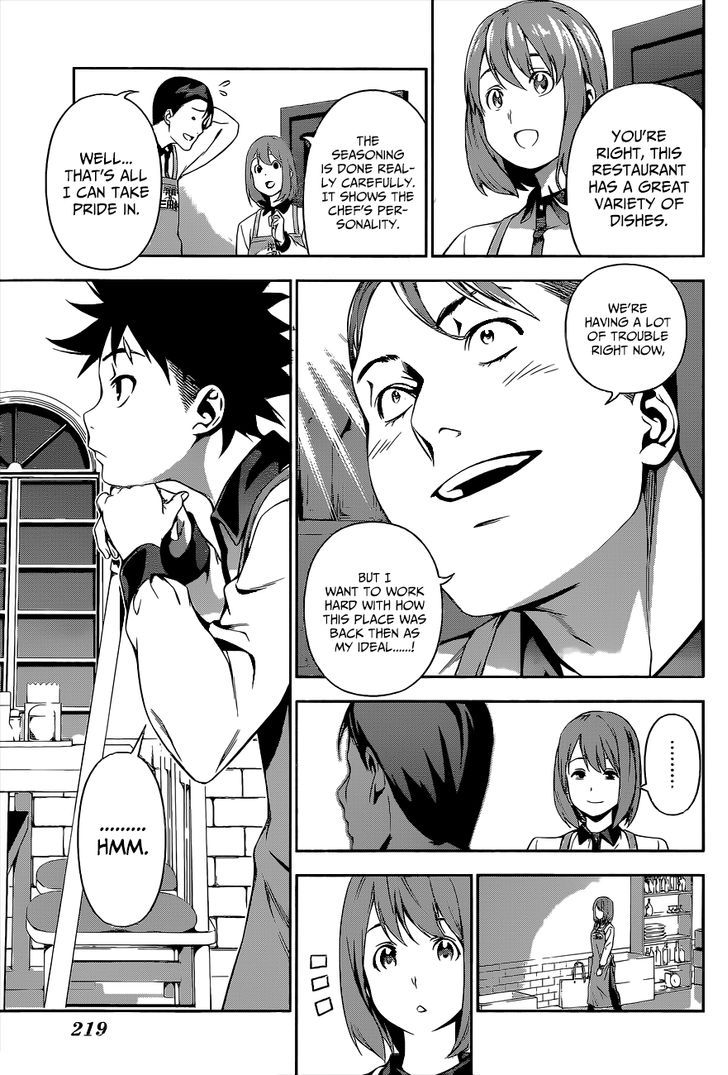 YOU'RE
RIGHT, THIS
RESTAURANT
HAS A GREAT
VARIETY OF
DISHES.
THE
SEASONING
IS DONE REAL-
LY CAREFULLY.
IT SHOWS THE
CHEF'S PER-
SONALITY.
WELL...
THAT'S ALL
I CAN TAKE
PRIDE IN.
WE'RE
HAVING A LOT
OF TROUBLE
RIGHT NOW,
BUT I
WANT TO WORK
HARD WITH HOW
THIS PLACE WAS
BACK THEN AS
MY IDEAL......!
.........
..........
HMM.
219